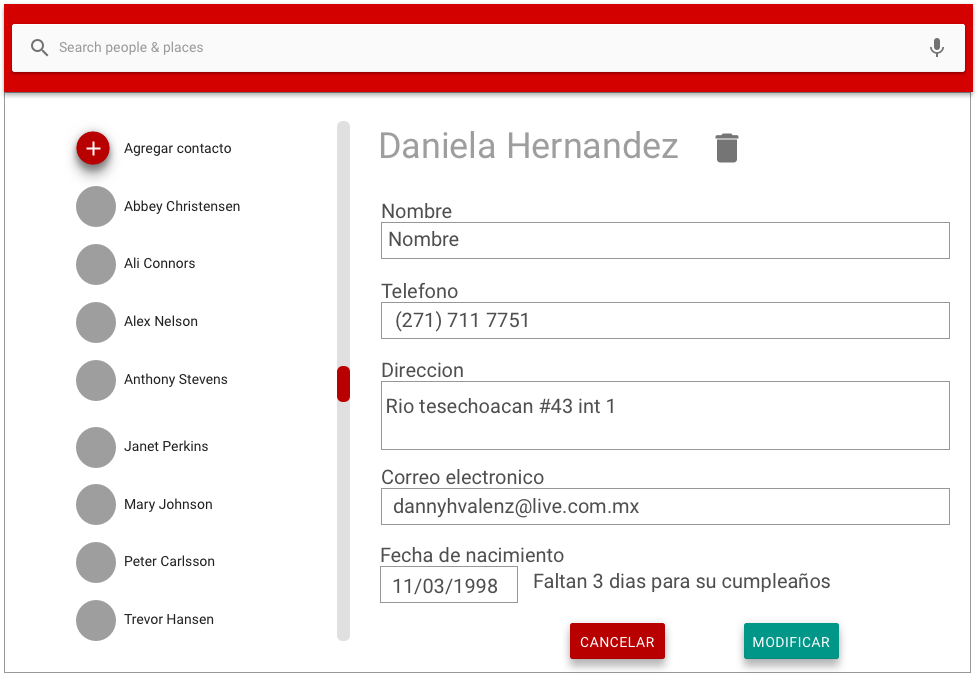 Search people & places
Agregar contacto
Abbey Christensen
Ali Connors
Alex Nelson
Anthony Stevens
Janet Perkins
Mary Johnson
Peter Carlsson
Trevor Hansen
Daniela Hernandez
Nombre
Nombre
Telefono
(271) 711 7751
Direccion
Rio tesechoacan #43 int 1
Correo electronico
dannyhvalenz@live.com.mx
Fecha de nacimiento
11/03/1998 Faltan 3 dias para su cumpleaños
CANCELAR MODIFICAR